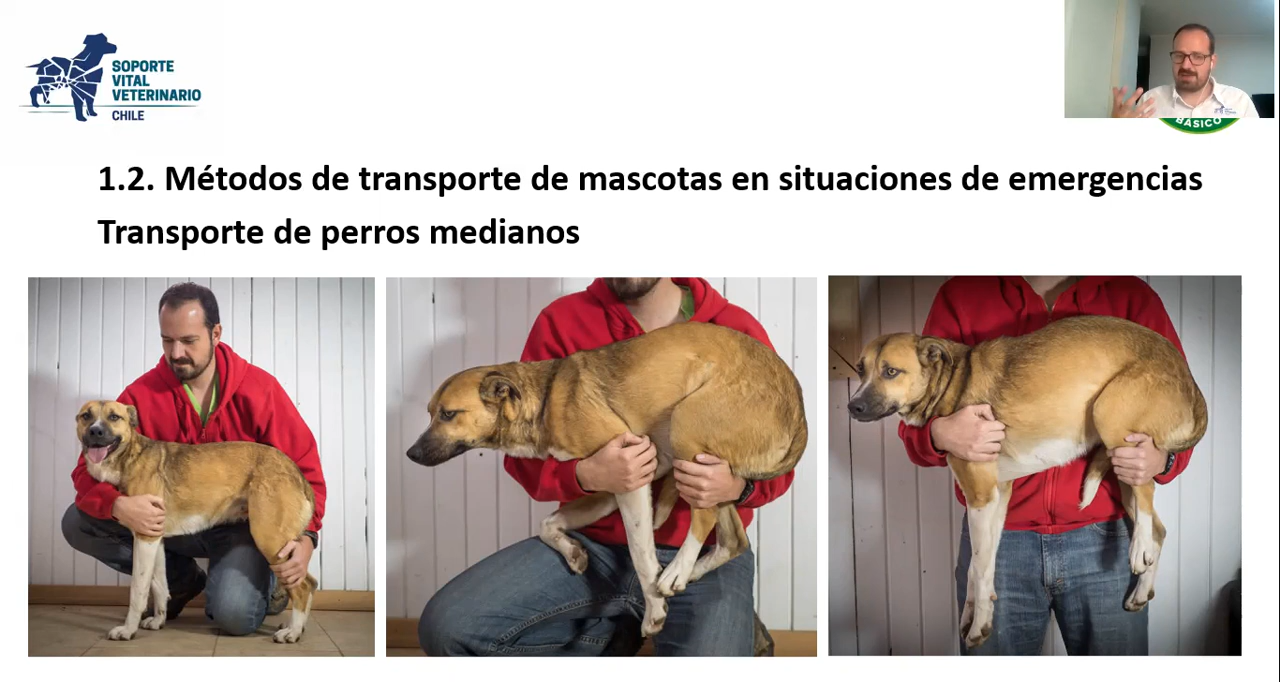 SOPORTE
VITAL
VETERINARIO
CHILE
BÁSICO
1.2. Métodos de transporte de mascotas en situaciones de emergencias
Transporte de perros medianos